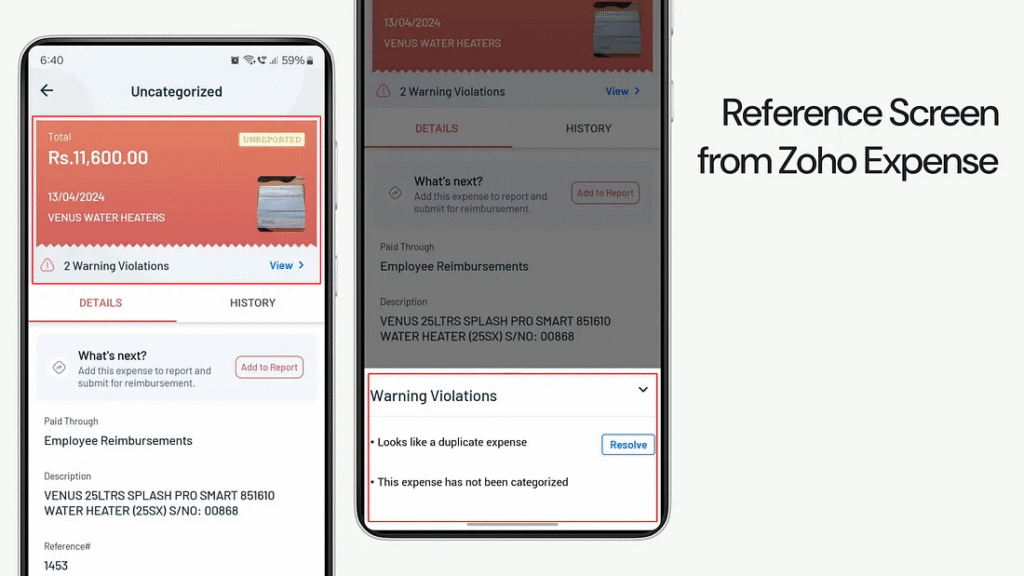 6:40
59%
Uncategorized
Total
UNREPORTED
Rs.11,600.00
13/04/2024
VENUS WATER HEATERS
2 Warning Violations
View >
DETAILS
HISTORY
What's next?
Add this expense to report and
submit for reimbursement.
Add to Report
Paid Through
Employee Reimbursements
Description
VENUS 25LTRS SPLASH PRO SMART 851610
WATER HEATER (25SX) S/NO: 00868
Reference#
1453
13/04/2024
VENUS WATER HEATERS
2 Warning Violations
View >
DETAILS
HISTORY
What's next?
Add this expense to report and
submit for reimbursement.
Add to Report
Paid Through
Employee Reimbursements
Description
VENUS 25LTRS SPLASH PRO SMART 851610
WATER HEATER (25SX) S/NO: 00868
Warning Violations
• Looks like a duplicate expense
Resolve
• This expense has not been categorized
Reference Screen
from Zoho Expense